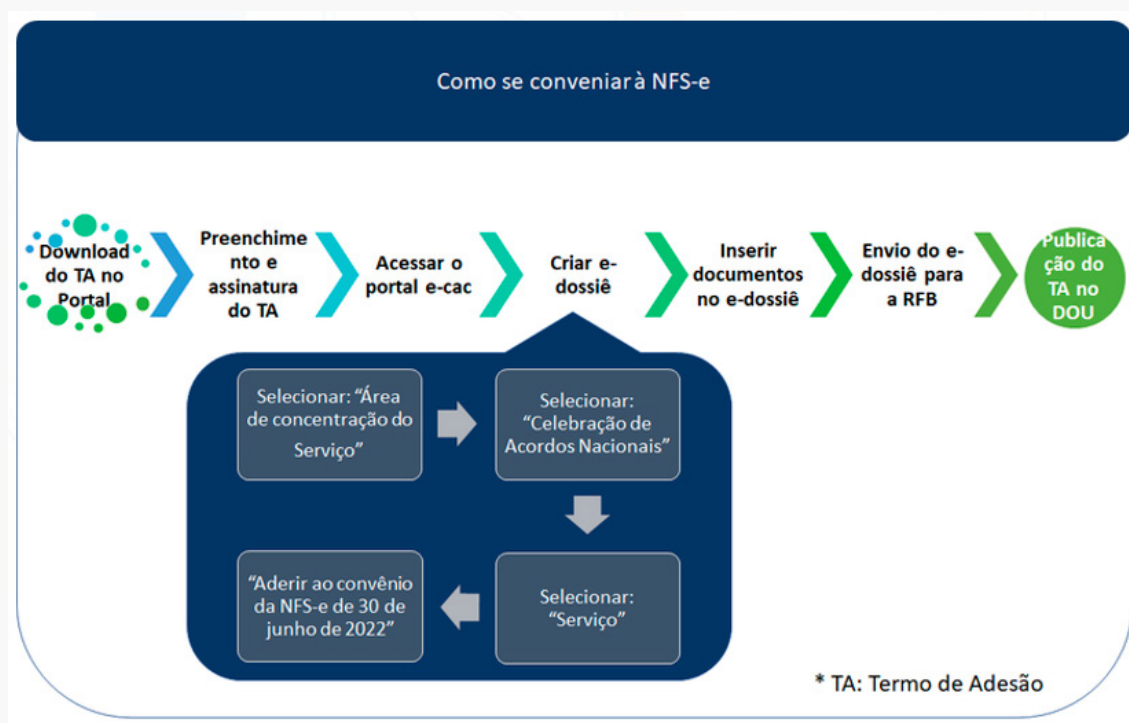 Como se conveniar à NFS-e
Download
do TA no
Portal
Preenchime
nto e
assinatura
do TA
Acessar o
portal e-cac
Criar e-
dossiê
Inserir
documentos
no e-dossiê
Envio do e-
dossiê para
a RFB
Publica
ção do
TA no
DOU
Selecionar: “Área
de concentração do
Serviço”
Selecionar:
“Celebração de
Acordos Nacionais”
Selecionar:
“Serviço”
“Aderir ao convênio
da NFS-e de 30 de
junho de 2022”
* TA: Termo de Adesão